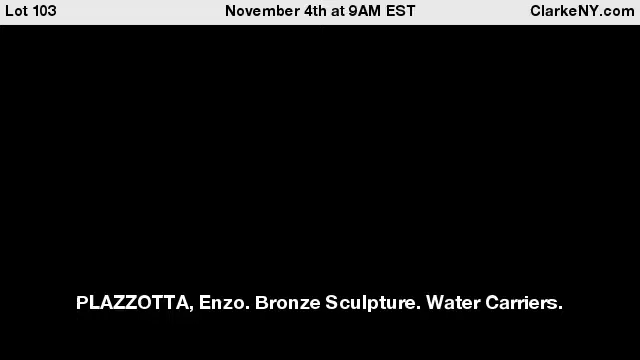 Lot 103 November 4th at 9AM EST ClarkeNY.com
PLAZZOTTA, Enzo. Bronze Sculpture. Water Carriers.